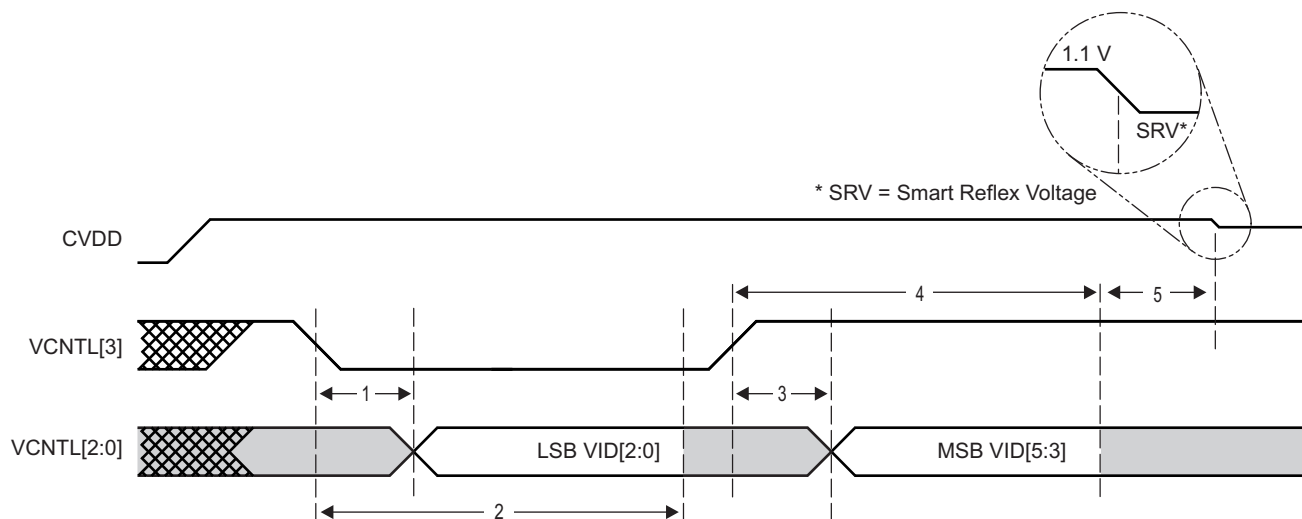 1.1 V
SRV*
* SRV = Smart Reflex Voltage
CVDD
4
5
VCNTL[3]
1
3
VCNTL[2:0]
LSB VID[2:0]
MSB VID[5:3]
2